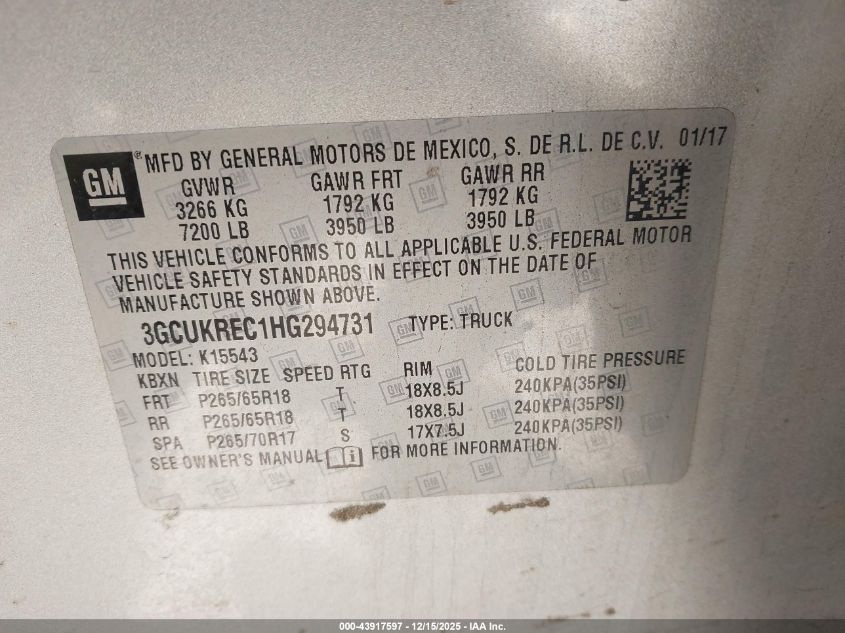 GM
® MFD BY GENERAL MOTORS DE MEXICO, S. DE R.L. DE C.V. 01/17
GVWR GAWR FRT GAWR RR
3266 KG 1792 KG 1792 KG
7200 LB 3950 LB 3950 LB
THIS VEHICLE CONFORMS TO ALL APPLICABLE U.S. FEDERAL MOTOR
VEHICLE SAFETY STANDARDS IN EFFECT ON THE DATE OF
MANUFACTURE SHOWN ABOVE.
3GCUKREC1HG294731 TYPE: TRUCK
MODEL: K15543
KBXN TIRE SIZE SPEED RTG RIM COLD TIRE PRESSURE
FRT P265/65R18 T 18X8.5J 240KPA(35PSI)
RR P265/65R18 T 18X8.5J 240KPA(35PSI)
SPA P265/70R17 S 17X7.5J 240KPA(35PSI)
SEE OWNER'S MANUAL FOR MORE INFORMATION.
000-43917597 - 12/15/2025 - IAA Inc.